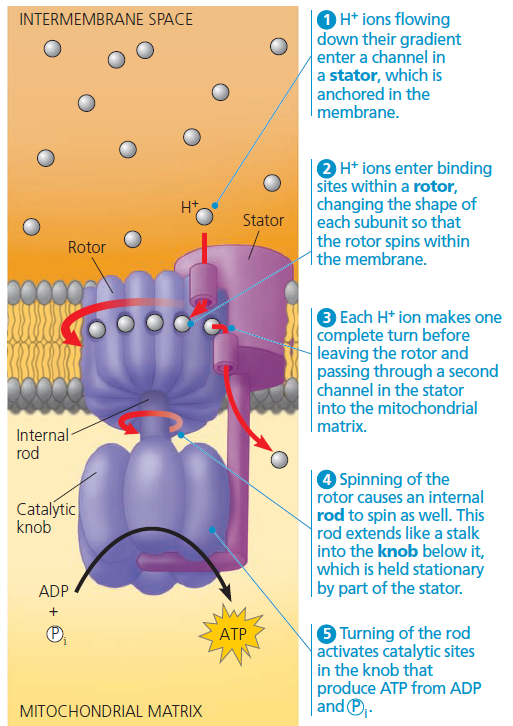 INTERMEMBRANE SPACE
H+
Stator
Rotor
Internal
rod
Catalytic
knob
ADP
+
Pi
ATP
MITOCHONDRIAL MATRIX
1 H+ ions flowing
down their gradient
enter a channel in
a stator, which is
anchored in the
membrane.
2 H+ ions enter binding
sites within a rotor,
changing the shape of
each subunit so that
the rotor spins within
the membrane.
3 Each H+ ion makes one
complete turn before
leaving the rotor and
passing through a second
channel in the stator
into the mitochondrial
matrix.
4 Spinning of the
rotor causes an internal
rod to spin as well. This
rod extends like a stalk
into the knob below it,
which is held stationary
by part of the stator.
5 Turning of the rod
activates catalytic sites
in the knob that
produce ATP from ADP
and Pi.